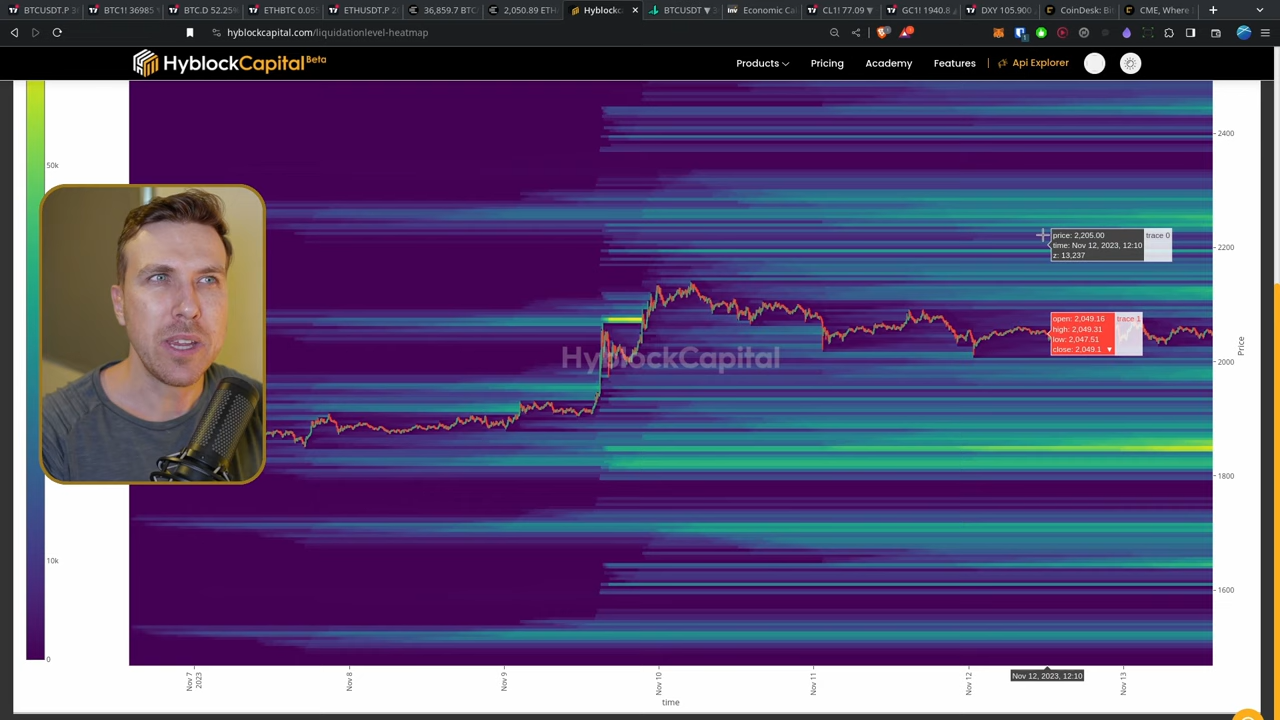 BTCUSDT.P 3
BTC1! 36985
BTC.D 52.25%
ETHBTC 0.05
ETHUSDT.P 2
36,859.7 BTC
2,050.89 ETH
Hyblock
BTCUSDT ▼
Economic Ca
CL1! 77.09 ▼
GC1! 1940.8
DXY 105.900
CoinDesk: Bi
CME, Where
hyblockcapital.com/liquidationlevel-heatmap
HyblockCapital Beta
Products
Pricing
Academy
Features
Api Explorer
50k
10k
0
2400
2200
2000
1800
1600
Price
price: 2,205.00
time: Nov 12, 2023, 12:10
z: 13,237
trace 0
open: 2,049.16
high: 2,049.31
low: 2,047.51
close: 2,049.1 ▼
trace 1
HyblockCapital
Nov 7
2023
Nov 8
Nov 9
Nov 10
Nov 11
Nov 12
Nov 12, 2023, 12:10
Nov 13
time